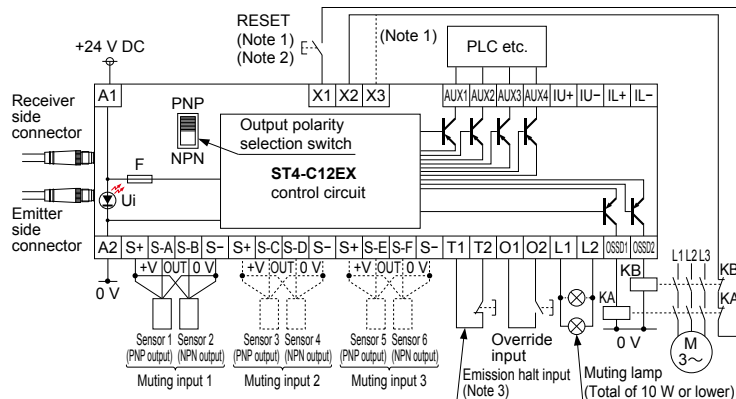 RESET
(Note 1)
(Note 2)
(Note 1)
PLC etc.
+24 V DC
A1
X1 X2 X3
AUX1 AUX2 AUX3 AUX4 IU+ IU− IL+ IL−
Receiver
side
connector
PNP
NPN
Output polarity
selection switch
F
ST4-C12EX
control circuit
Ui
Emitter
side
connector
A2 S+ S-A S-B S− S+ S-C S-D S− S+ S-E S-F S− T1 T2 O1 O2 L1 L2 OSSD1 OSSD2
+V OUT 0 V +V OUT 0 V +V OUT 0 V
0 V
L1 L2 L3
KB
KB
KA
KA
0 V
M
3~
Sensor 1
(PNP output)
Sensor 2
(NPN output)
Sensor 3
(PNP output)
Sensor 4
(NPN output)
Sensor 5
(PNP output)
Sensor 6
(NPN output)
Muting input 1
Muting input 2
Muting input 3
Override
input
Emission halt input
(Note 3)
Muting lamp
(Total of 10 W or lower)